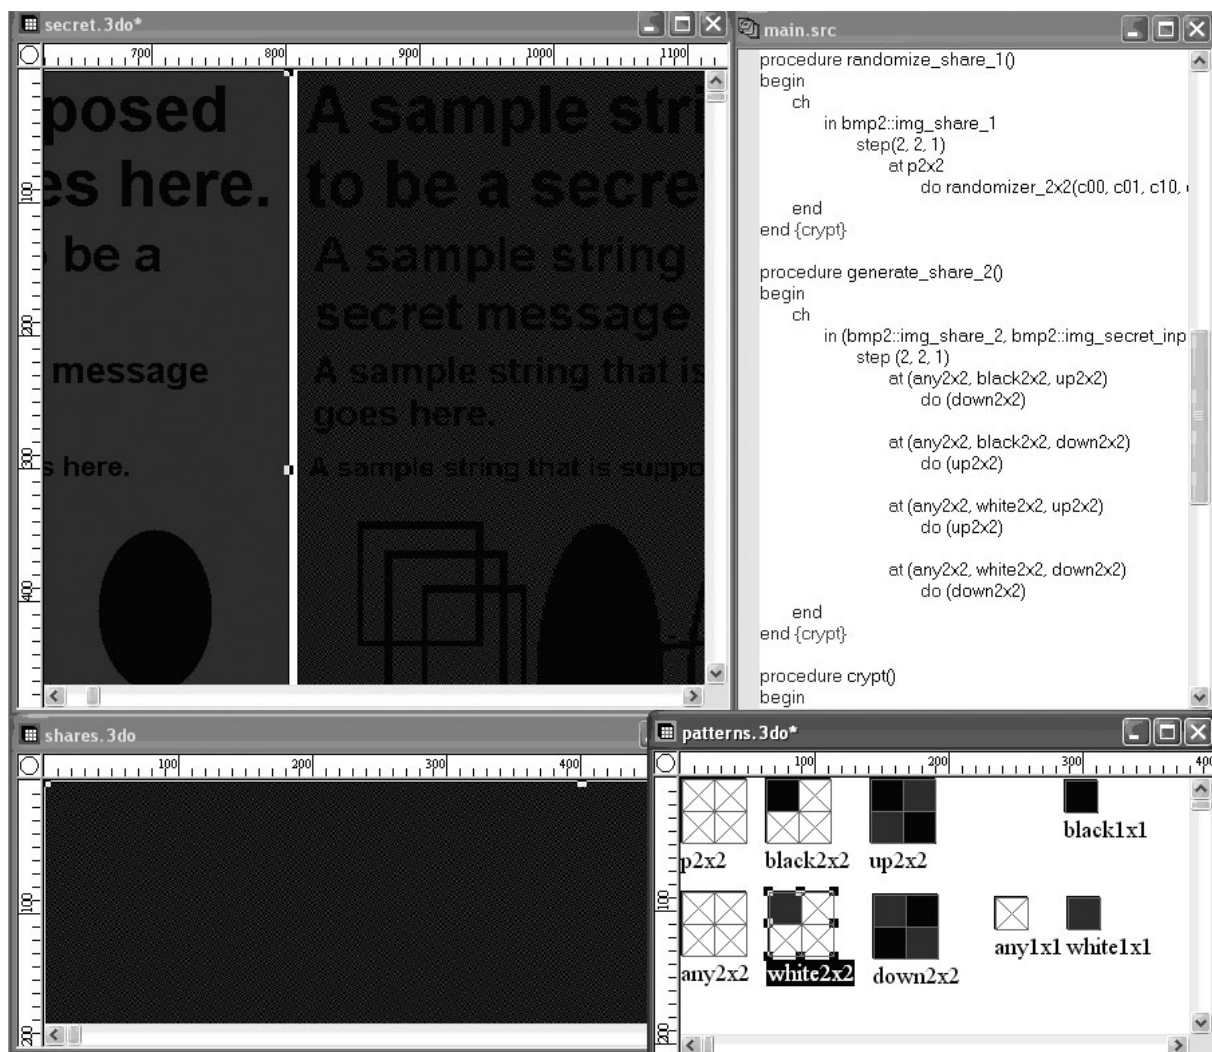 secret.3do*
700 800 900 1000 1100
posed
es here.
be a
message
s here.
A sample stri
to be a secre
A sample string
secret message
A sample string that is
goes here.
A sample string that is suppo
100
200
300
400
main.src
procedure randomize_share_1()
begin
ch
in bmp2::img_share_1
step(2, 2, 1)
at p2x2
do randomizer_2x2(c00, c01, c10,
end
end {crypt}
procedure generate_share_2()
begin
ch
in (bmp2::img_share_2, bmp2::img_secret_inp
step (2, 2, 1)
at (any2x2, black2x2, up2x2)
do (down2x2)
at (any2x2, black2x2, down2x2)
do (up2x2)
at (any2x2, white2x2, up2x2)
do (up2x2)
at (any2x2, white2x2, down2x2)
do (down2x2)
end
end {crypt}
procedure crypt()
begin
shares.3do
100 200 300 400
100
200
patterns.3do*
100 200 300 400
100
200
p2x2 black2x2 up2x2 black1x1
any2x2 white2x2 down2x2 any1x1 white1x1